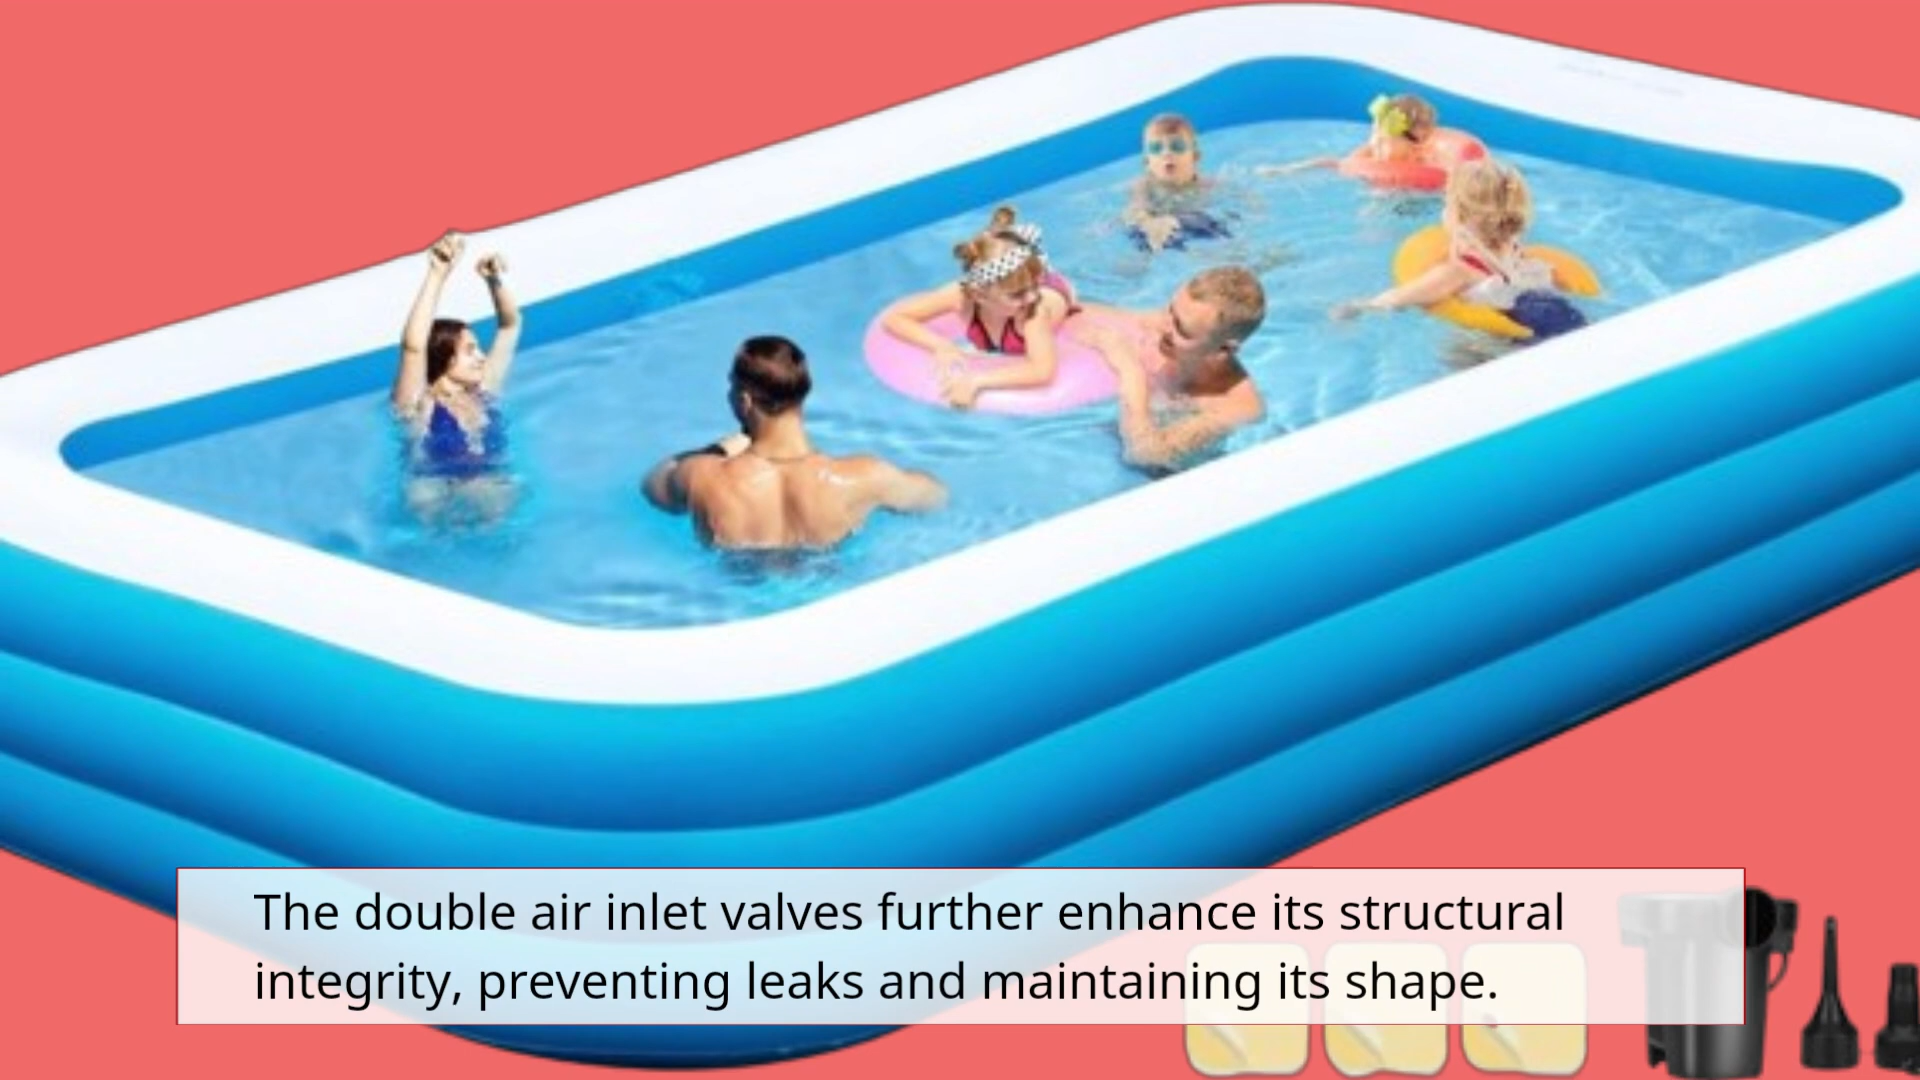 The double air inlet valves further enhance its structural
integrity, preventing leaks and maintaining its shape.